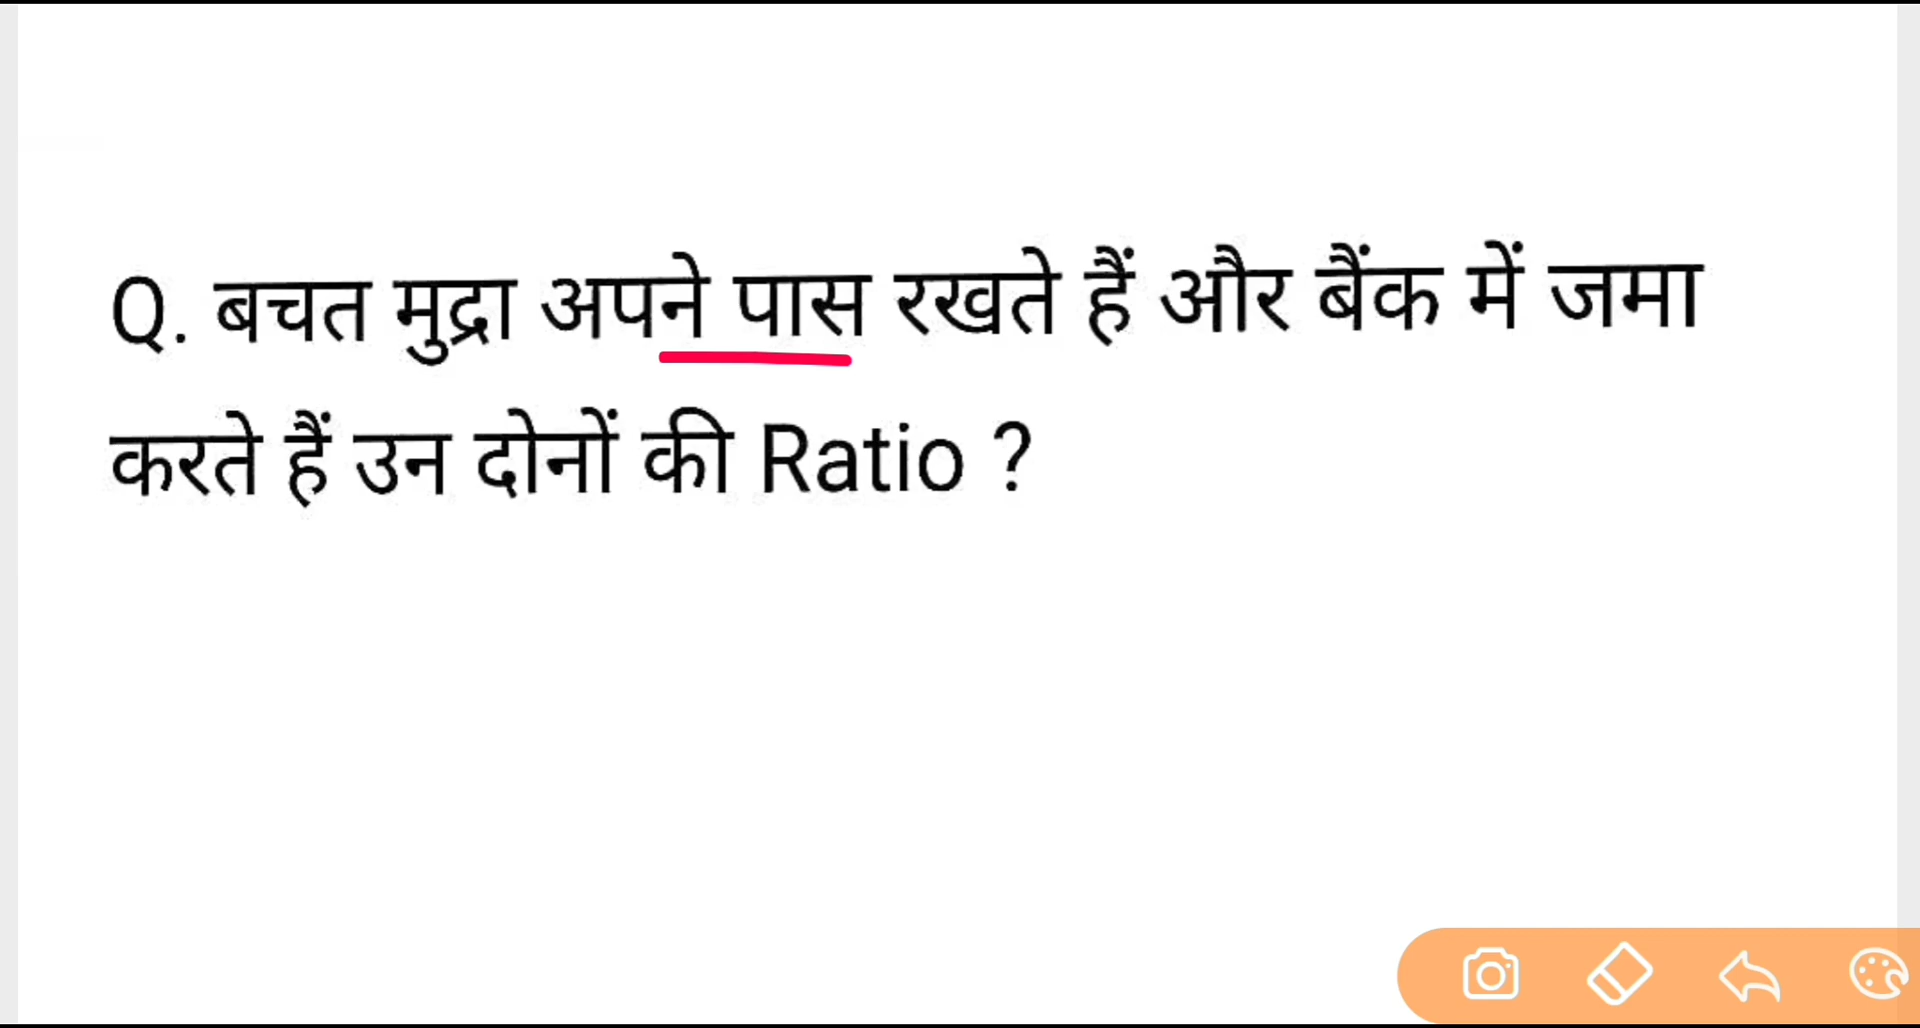 Q. बचत मुद्रा अपने पास रखते हैं और बैंक में जमा
करते हैं उन दोनों की Ratio ?